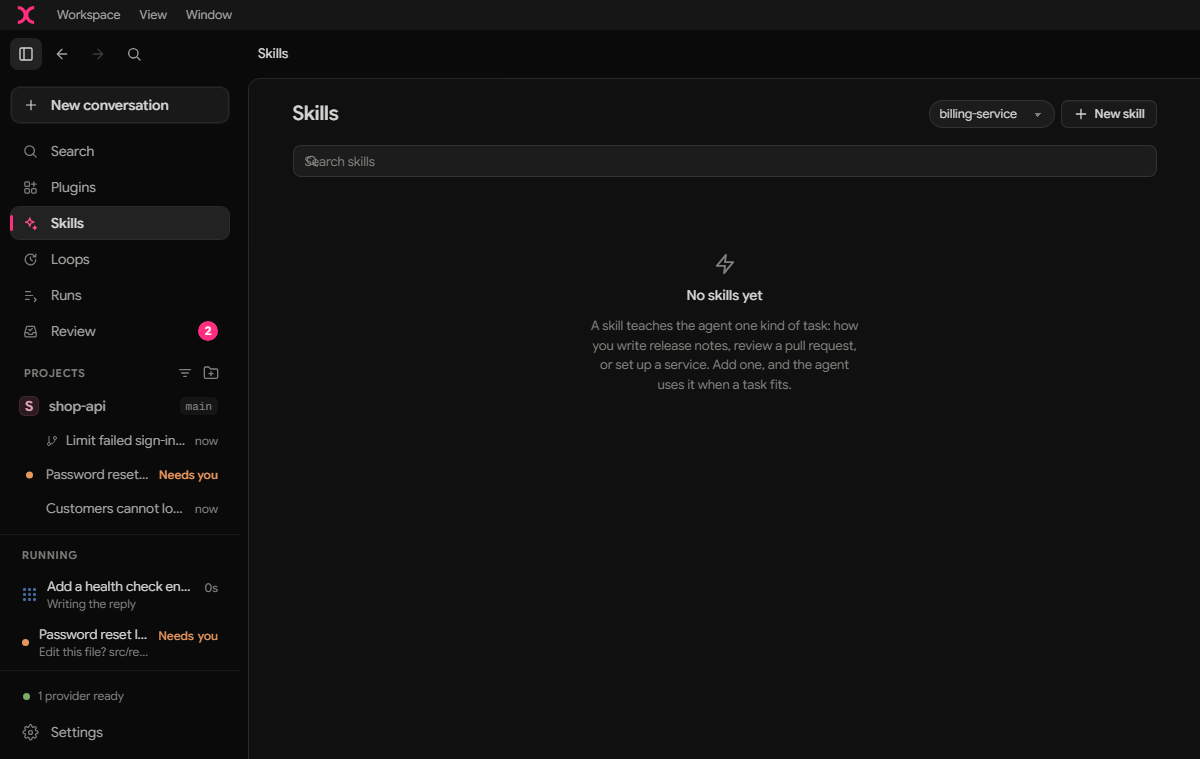 Workspace View Window
Skills
New conversation
Search
Plugins
Skills
Loops
Runs
Review 2
PROJECTS
S shop-api main
Limit failed sign-in... now
Password reset... Needs you
Customers cannot lo... now
RUNNING
Add a health check en... 0s
Writing the reply
Password reset l... Needs you
Edit this file? src/re...
1 provider ready
Settings
Skills
billing-service
New skill
Search skills
No skills yet
A skill teaches the agent one kind of task: how
you write release notes, review a pull request,
or set up a service. Add one, and the agent
uses it when a task fits.